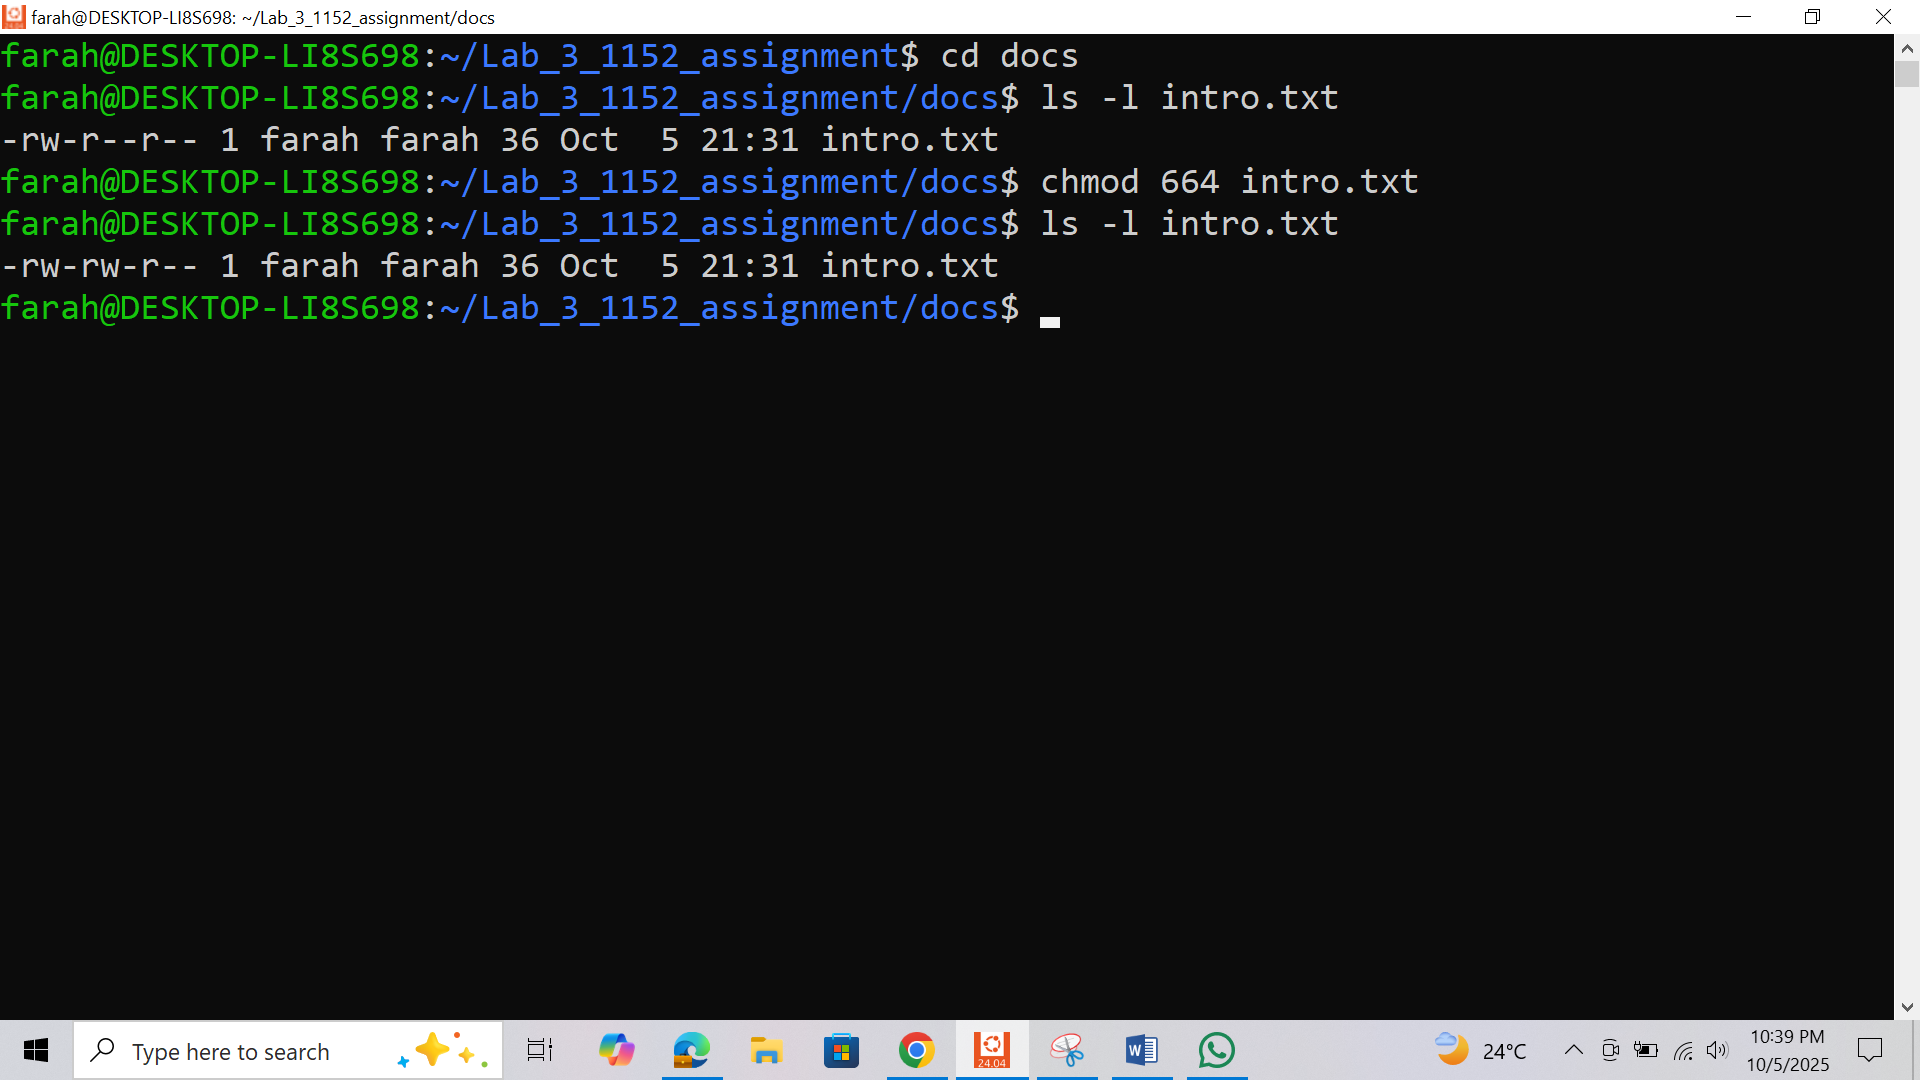 farah@DESKTOP-LI8S698: ~/Lab_3_1152_assignment/docs
farah@DESKTOP-LI8S698:~/Lab_3_1152_assignment$ cd docs
farah@DESKTOP-LI8S698:~/Lab_3_1152_assignment/docs$ ls -l intro.txt
-rw-r--r-- 1 farah farah 36 Oct  5 21:31 intro.txt
farah@DESKTOP-LI8S698:~/Lab_3_1152_assignment/docs$ chmod 664 intro.txt
farah@DESKTOP-LI8S698:~/Lab_3_1152_assignment/docs$ ls -l intro.txt
-rw-rw-r-- 1 farah farah 36 Oct  5 21:31 intro.txt
farah@DESKTOP-LI8S698:~/Lab_3_1152_assignment/docs$
Type here to search
24.04
W
24°C
10:39 PM
10/5/2025